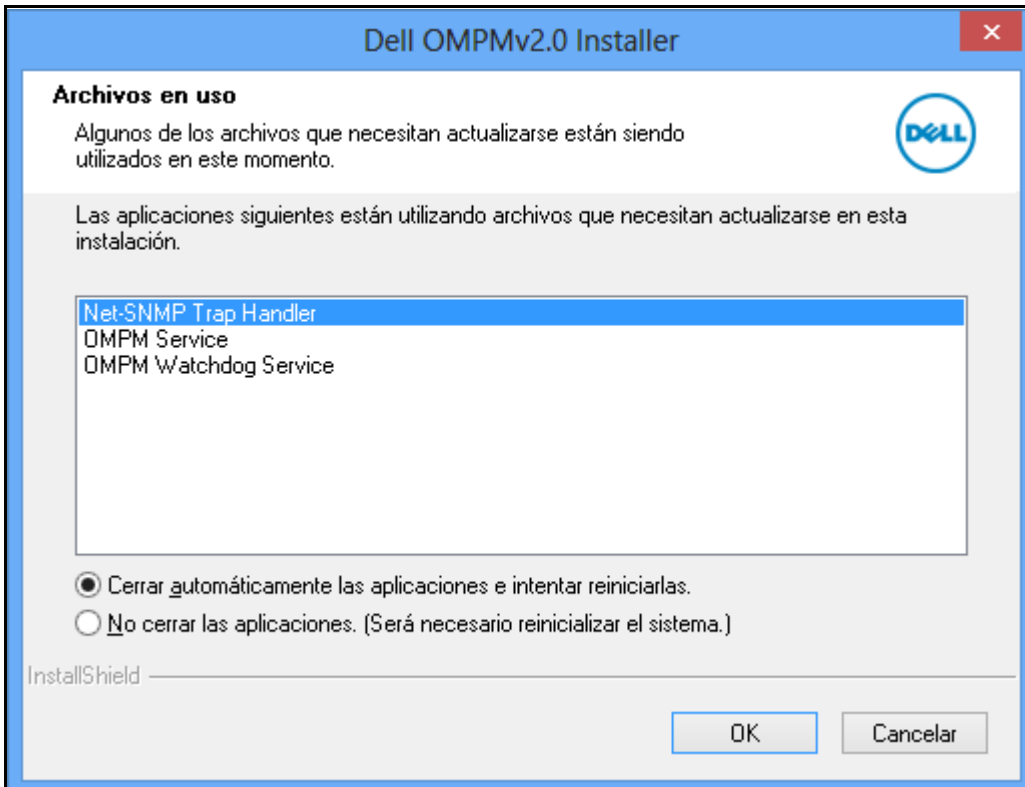 Dell OMPMv2.0 Installer
Archivos en uso
Algunos de los archivos que necesitan actualizarse están siendo
utilizados en este momento.
DELL
Las aplicaciones siguientes están utilizando archivos que necesitan actualizarse en esta
instalación.
Net-SNMP Trap Handler
OMPM Service
OMPM Watchdog Service
Cerrar automáticamente las aplicaciones e intentar reiniciarlas.
No cerrar las aplicaciones. (Será necesario reinicializar el sistema.)
InstallShield
OK
Cancelar